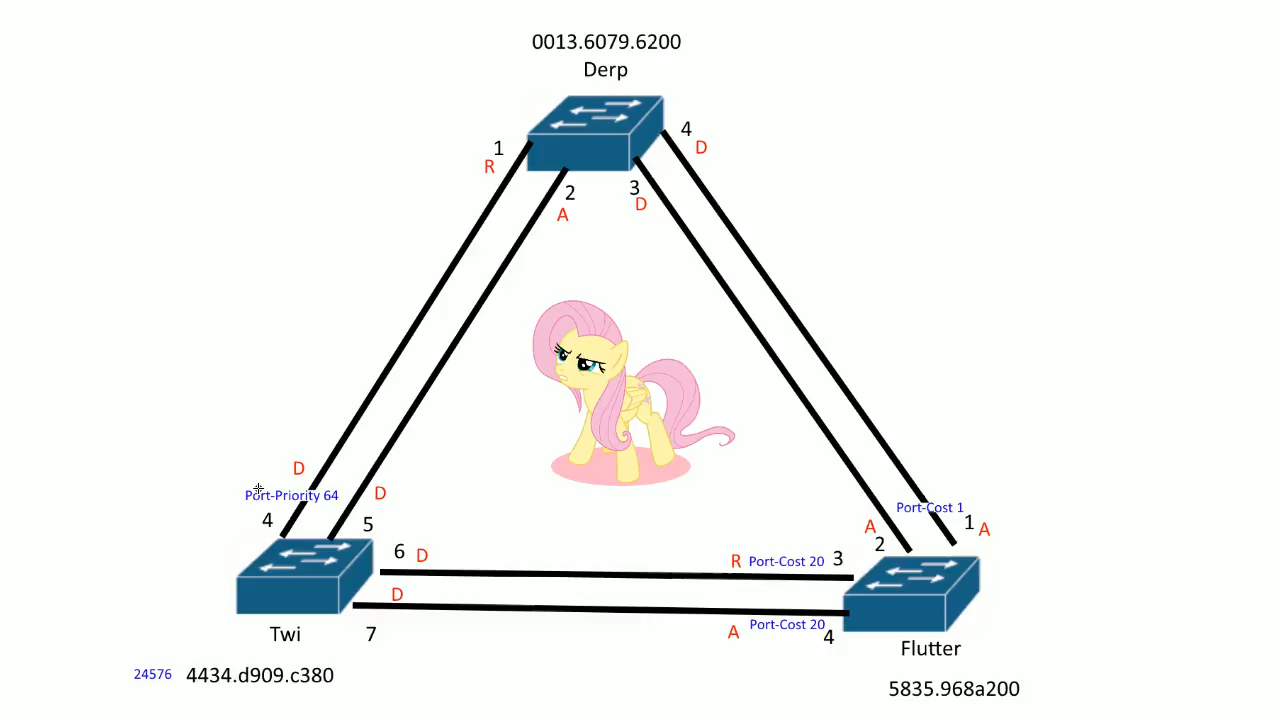 0013.6079.6200
Derp
4
1
D
R
3
2
D
A
D
D
Port-Priority 64
Port-Cost 1
4
5
1
A
A
2
6
D
R
Port-Cost 20
3
D
Port-Cost 20
A
4
Twi
7
Flutter
24576
4434.d909.c380
5835.968a200